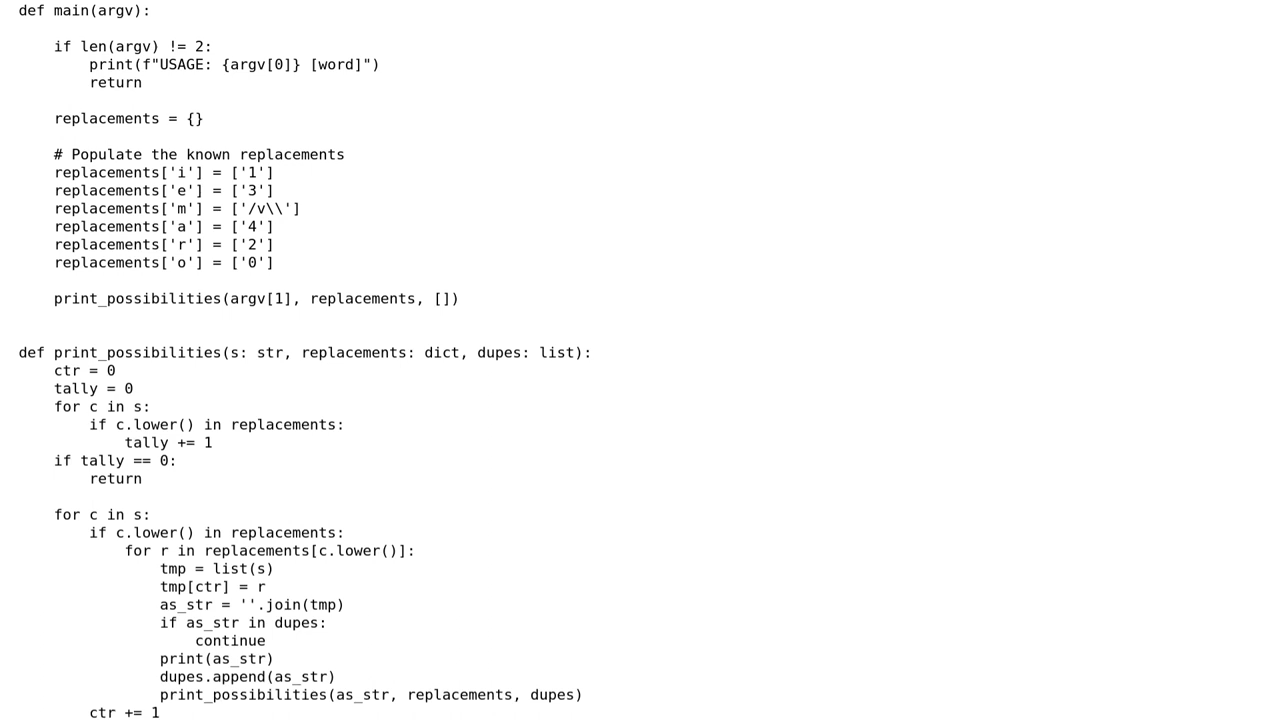 def main(argv):

    if len(argv) != 2:
        print(f"USAGE: {argv[0]} [word]")
        return

    replacements = {}

    # Populate the known replacements
    replacements['i'] = ['1']
    replacements['e'] = ['3']
    replacements['m'] = ['/v\\']
    replacements['a'] = ['4']
    replacements['r'] = ['2']
    replacements['o'] = ['0']

    print_possibilities(argv[1], replacements, [])


def print_possibilities(s: str, replacements: dict, dupes: list):
    ctr = 0
    tally = 0
    for c in s:
        if c.lower() in replacements:
            tally += 1
    if tally == 0:
        return

    for c in s:
        if c.lower() in replacements:
            for r in replacements[c.lower()]:
                tmp = list(s)
                tmp[ctr] = r
                as_str = ''.join(tmp)
                if as_str in dupes:
                    continue
                print(as_str)
                dupes.append(as_str)
                print_possibilities(as_str, replacements, dupes)
        ctr += 1